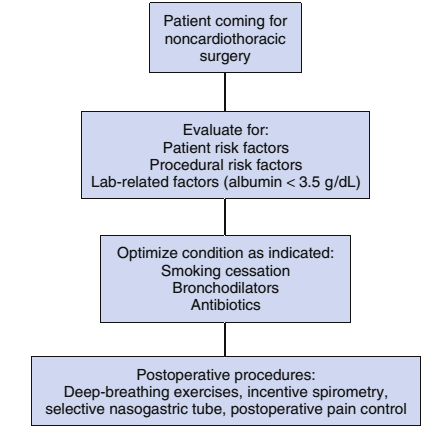 Patient coming for
noncardiothoracic
surgery
Evaluate for:
Patient risk factors
Procedural risk factors
Lab-related factors (albumin < 3.5 g/dL)
Optimize condition as indicated:
Smoking cessation
Bronchodilators
Antibiotics
Postoperative procedures:
Deep-breathing exercises, incentive spirometry,
selective nasogastric tube, postoperative pain control